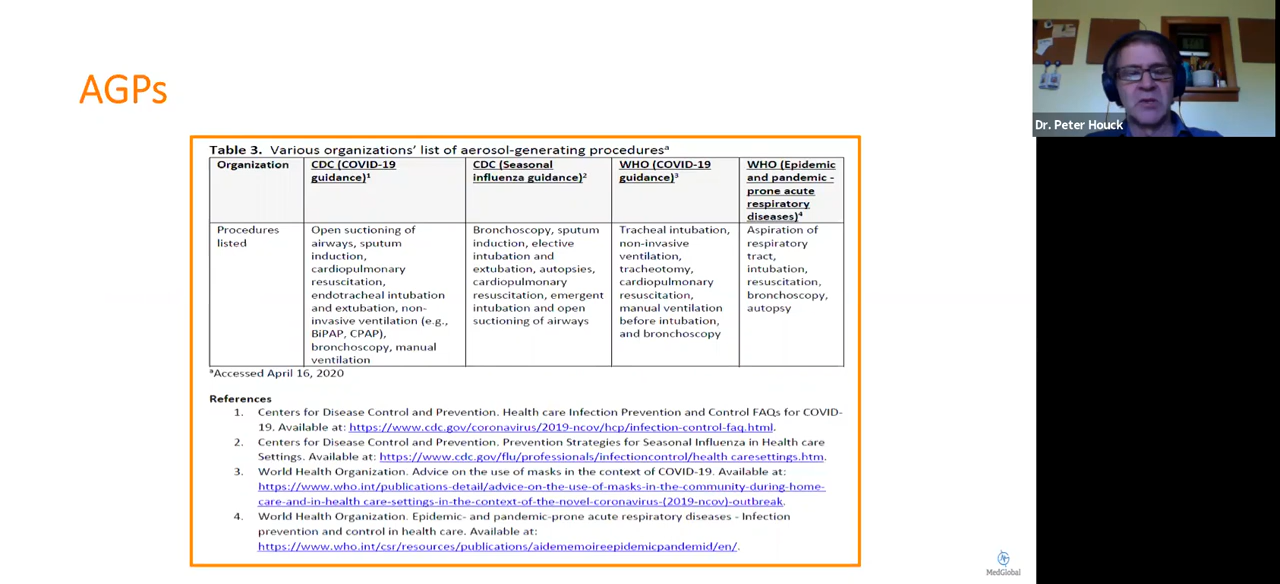 AGPs
Dr. Peter Houck
Table 3. Various organizations' list of aerosol-generating proceduresᵃ
Organization
CDC (COVID-19
guidance)¹
CDC (Seasonal
influenza guidance)²
WHO (COVID-19
guidance)³
WHO (Epidemic
and pandemic -
prone acute
respiratory
diseases)⁴
Procedures
listed
Open suctioning of
airways, sputum
induction,
cardiopulmonary
resuscitation,
endotracheal intubation
and extubation, non-
invasive ventilation (e.g.,
BiPAP, CPAP),
bronchoscopy, manual
ventilation
Bronchoscopy, sputum
induction, elective
intubation and
extubation, autopsies,
cardiopulmonary
resuscitation, emergent
intubation and open
suctioning of airways
Tracheal intubation,
non-invasive
ventilation,
tracheotomy,
cardiopulmonary
resuscitation,
manual ventilation
before intubation,
and bronchoscopy
Aspiration of
respiratory
tract,
intubation,
resuscitation,
bronchoscopy,
autopsy
ᵃAccessed April 16, 2020
References
1. Centers for Disease Control and Prevention. Health care Infection Prevention and Control FAQs for COVID-
19. Available at: https://www.cdc.gov/coronavirus/2019-ncov/hcp/infection-control-faq.html.
2. Centers for Disease Control and Prevention. Prevention Strategies for Seasonal Influenza in Health care
Settings. Available at: https://www.cdc.gov/flu/professionals/infectioncontrol/health caresettings.htm.
3. World Health Organization. Advice on the use of masks in the context of COVID-19. Available at:
https://www.who.int/publications-detail/advice-on-the-use-of-masks-in-the-community-during-home-
care-and-in-health care-settings-in-the-context-of-the-novel-coronavirus-(2019-ncov)-outbreak.
4. World Health Organization. Epidemic- and pandemic-prone acute respiratory diseases - Infection
prevention and control in health care. Available at:
https://www.who.int/csr/resources/publications/aidememoireepidemicpandemid/en/.
MedGlobal